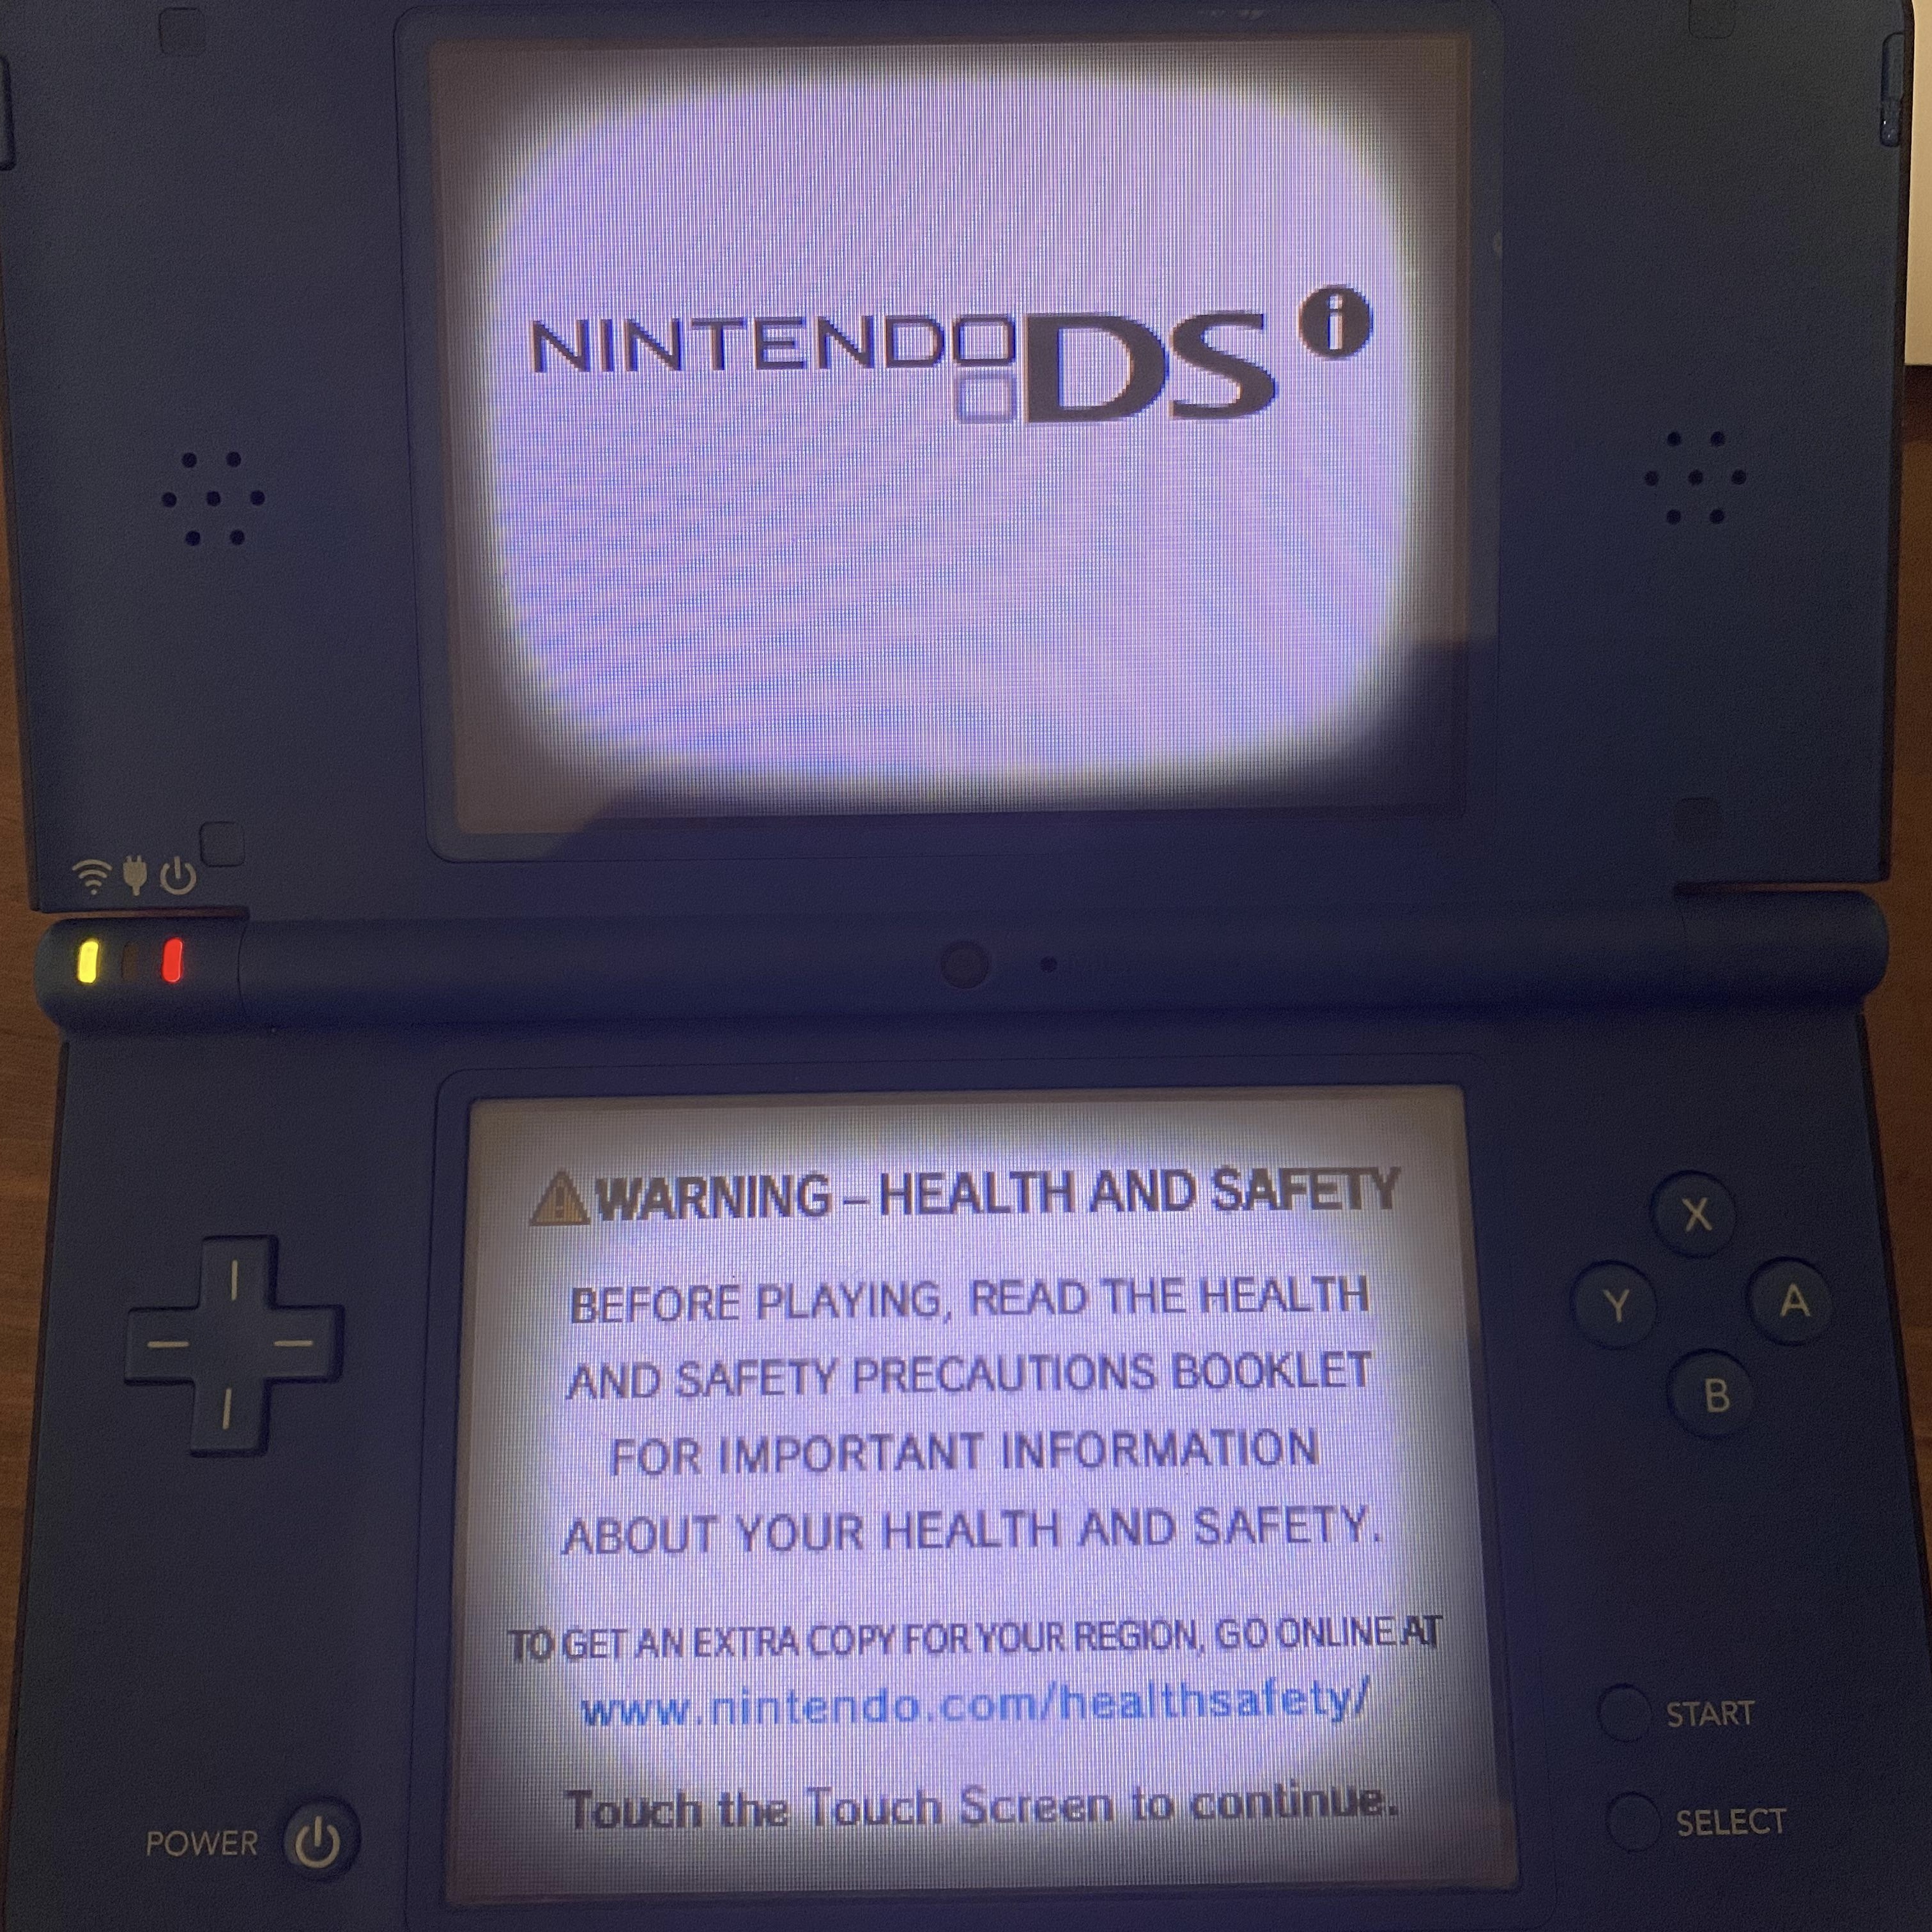 NINTENDO DS i
WARNING – HEALTH AND SAFETY
BEFORE PLAYING, READ THE HEALTH
AND SAFETY PRECAUTIONS BOOKLET
FOR IMPORTANT INFORMATION
ABOUT YOUR HEALTH AND SAFETY.
TO GET AN EXTRA COPY FOR YOUR REGION, GO ONLINE AT
www.nintendo.com/healthsafety/
Touch the Touch Screen to continue.
X
Y A
B
START
SELECT
POWER